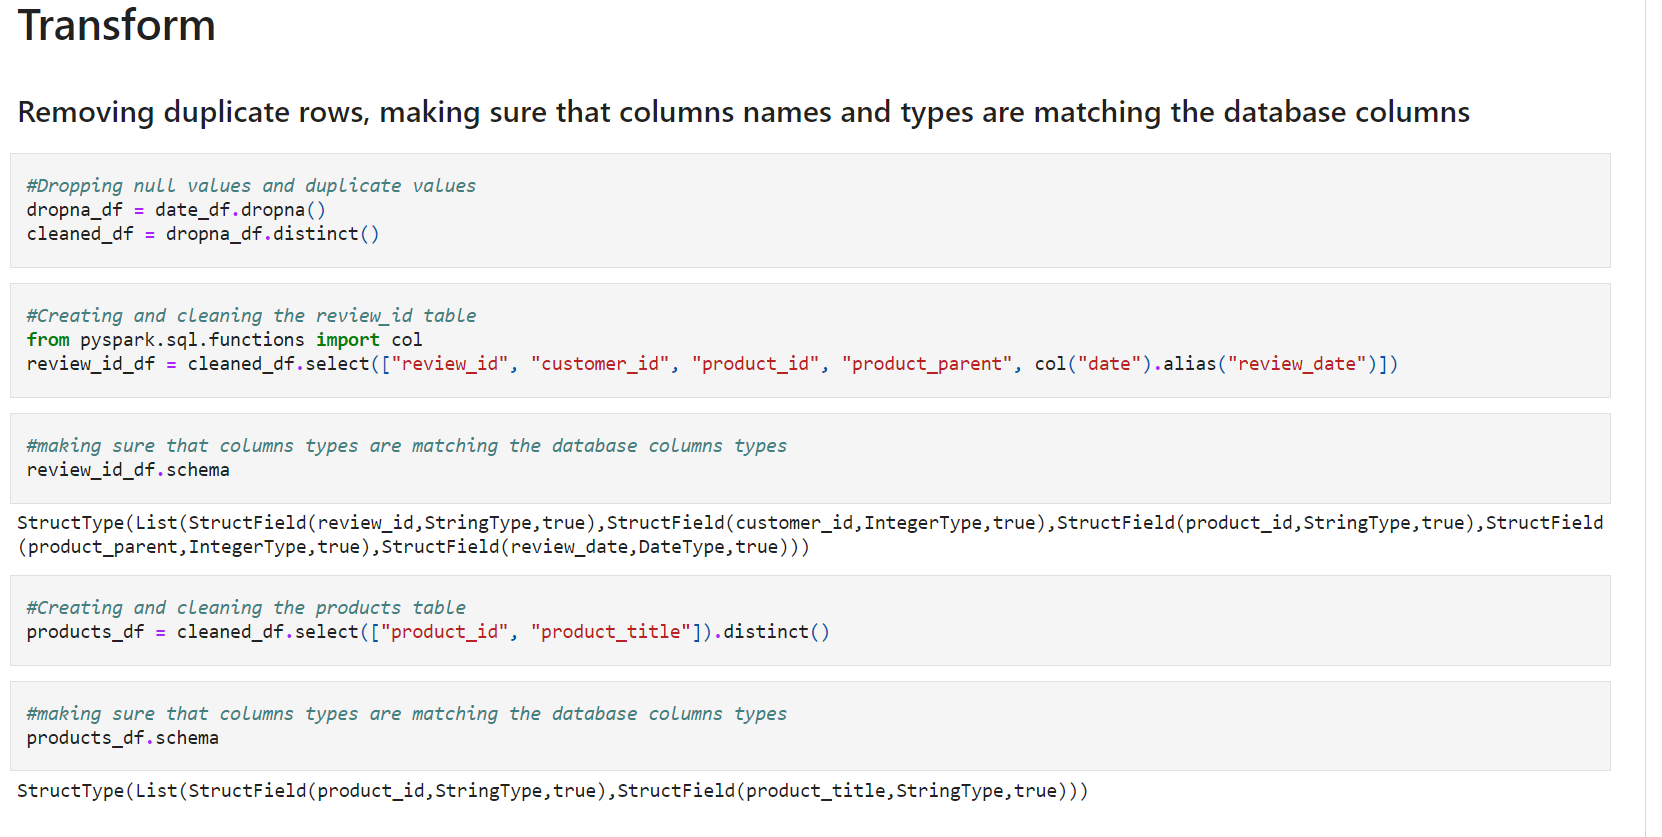 Transform
Removing duplicate rows, making sure that columns names and types are matching the database columns
#Dropping null values and duplicate values
dropna_df = date_df.dropna()
cleaned_df = dropna_df.distinct()
#Creating and cleaning the review_id table
from pyspark.sql.functions import col
review_id_df = cleaned_df.select(["review_id", "customer_id", "product_id", "product_parent", col("date").alias("review_date")])
#making sure that columns types are matching the database columns types
review_id_df.schema
StructType(List(StructField(review_id,StringType,true),StructField(customer_id,IntegerType,true),StructField(product_id,StringType,true),StructField
(product_parent,IntegerType,true),StructField(review_date,DateType,true)))
#Creating and cleaning the products table
products_df = cleaned_df.select(["product_id", "product_title"]).distinct()
#making sure that columns types are matching the database columns types
products_df.schema
StructType(List(StructField(product_id,StringType,true),StructField(product_title,StringType,true)))